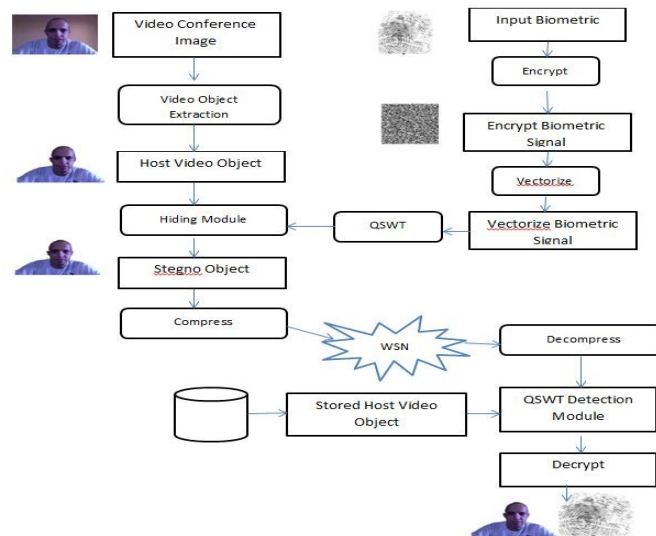 Video Conference
Image
Video Object
Extraction
Host Video Object
Hiding Module
Stegno Object
Compress
Input Biometric
Encrypt
Encrypt Biometric
Signal
Vectorize
Vectorize Biometric
Signal
QSWT
WSN
Decompress
Stored Host Video
Object
QSWT Detection
Module
Decrypt